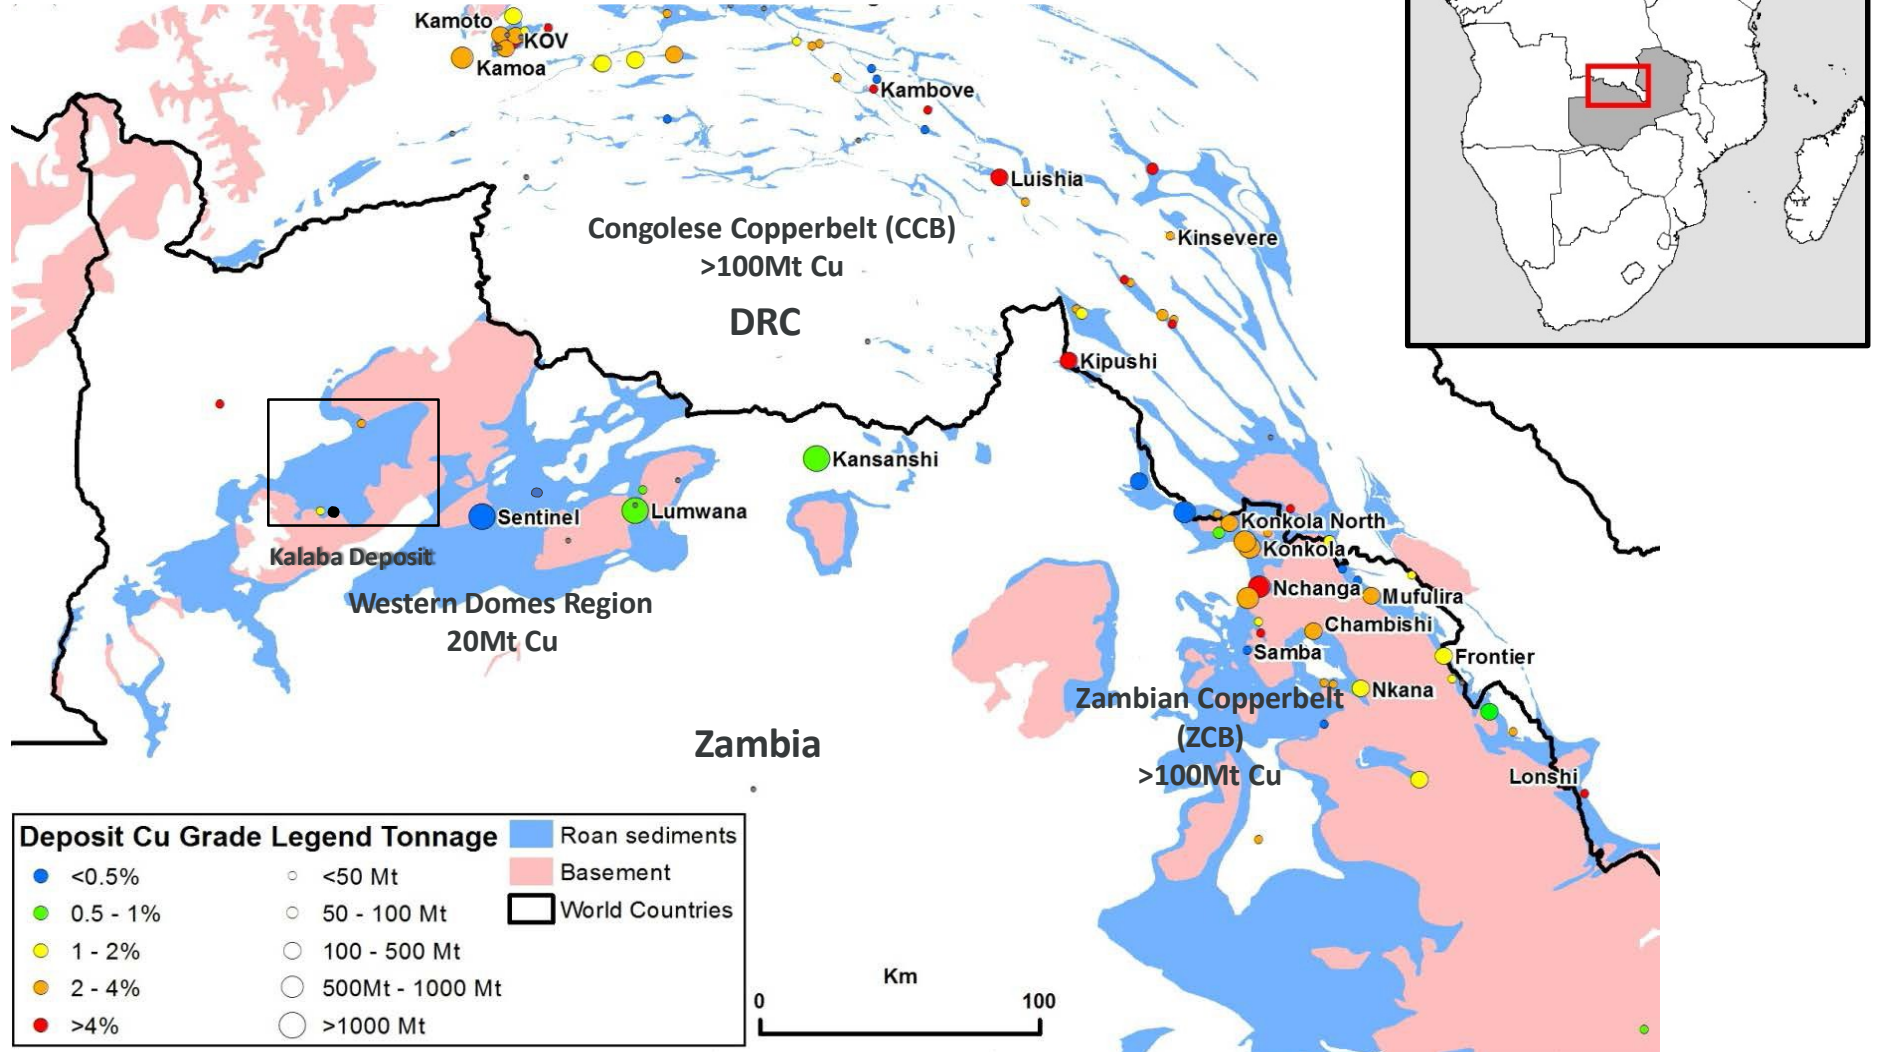 Kamoto
KOV
Kamoa
Kambove
Luishia
Congolese Copperbelt (CCB)
>100Mt Cu
Kinsevere
DRC
Kipushi
Kansanshi
Sentinel
Lumwana
Konkola North
Kalaba Deposit
Konkola
Nchanga
Mufulira
Western Domes Region
20Mt Cu
Chambishi
Samba
Frontier
Nkana
Zambian Copperbelt
(ZCB)
>100Mt Cu
Zambia
Lonshi
Deposit Cu Grade Legend Tonnage
Roan sediments
<0.5%
<50 Mt
Basement
0.5 - 1%
50 - 100 Mt
World Countries
1 - 2%
100 - 500 Mt
2 - 4%
500Mt - 1000 Mt
>4%
>1000 Mt
Km
0
100